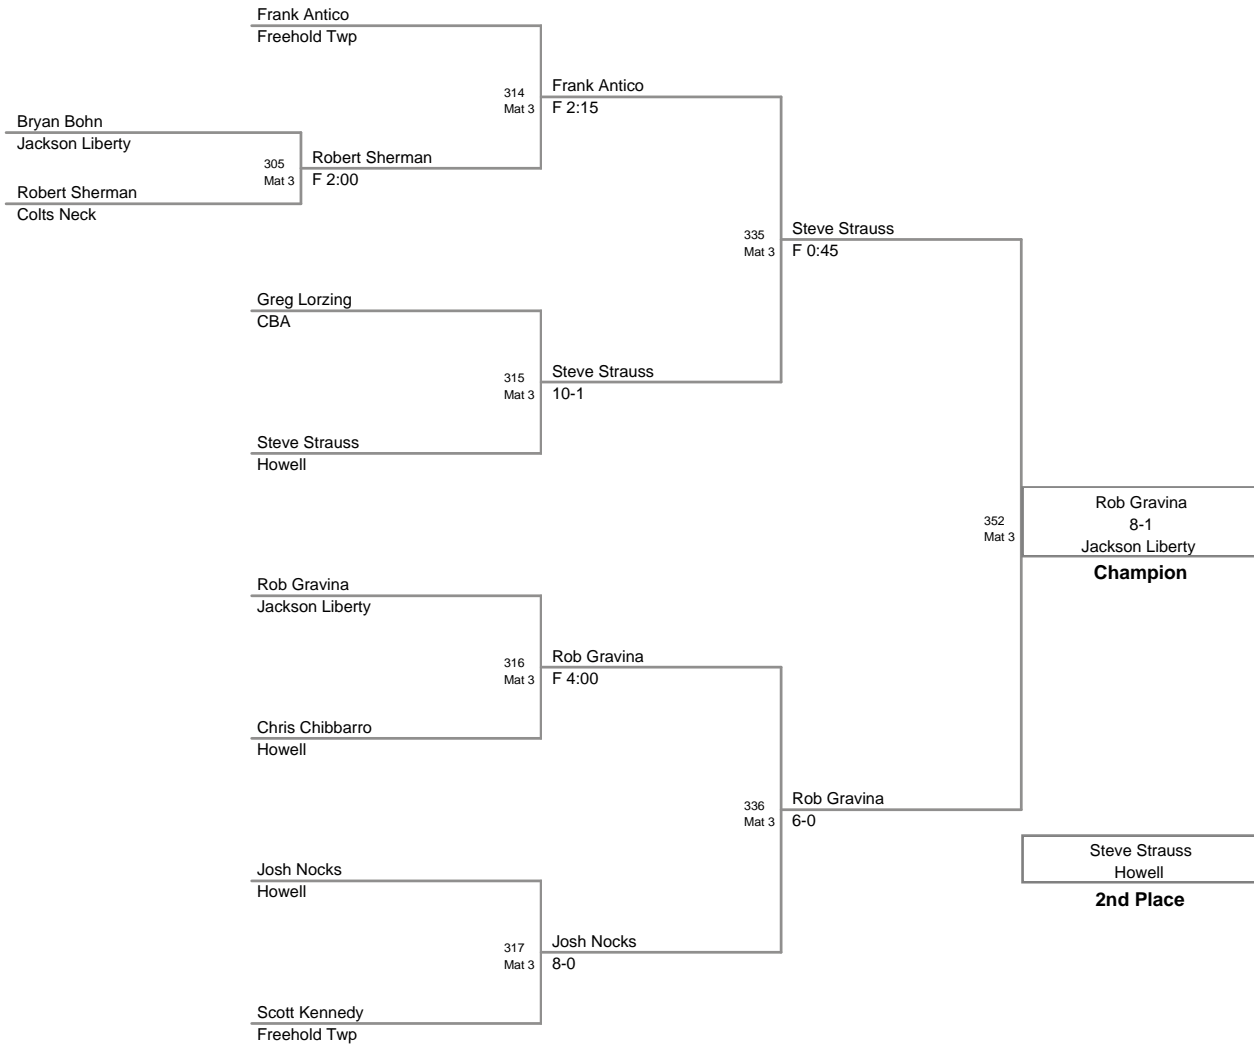 Frank Antico
Freehold Twp
314
Mat 3
Frank Antico
F 2:15
Bryan Bohn
Jackson Liberty
305
Mat 3
Robert Sherman
F 2:00
Robert Sherman
Colts Neck
335
Mat 3
Steve Strauss
F 0:45
Greg Lorzing
CBA
315
Mat 3
Steve Strauss
10-1
Steve Strauss
Howell
352
Mat 3
Rob Gravina
8-1
Jackson Liberty
Champion
Rob Gravina
Jackson Liberty
316
Mat 3
Rob Gravina
F 4:00
Chris Chibbarro
Howell
336
Mat 3
Rob Gravina
6-0
Steve Strauss
Howell
2nd Place
Josh Nocks
Howell
317
Mat 3
Josh Nocks
8-0
Scott Kennedy
Freehold Twp